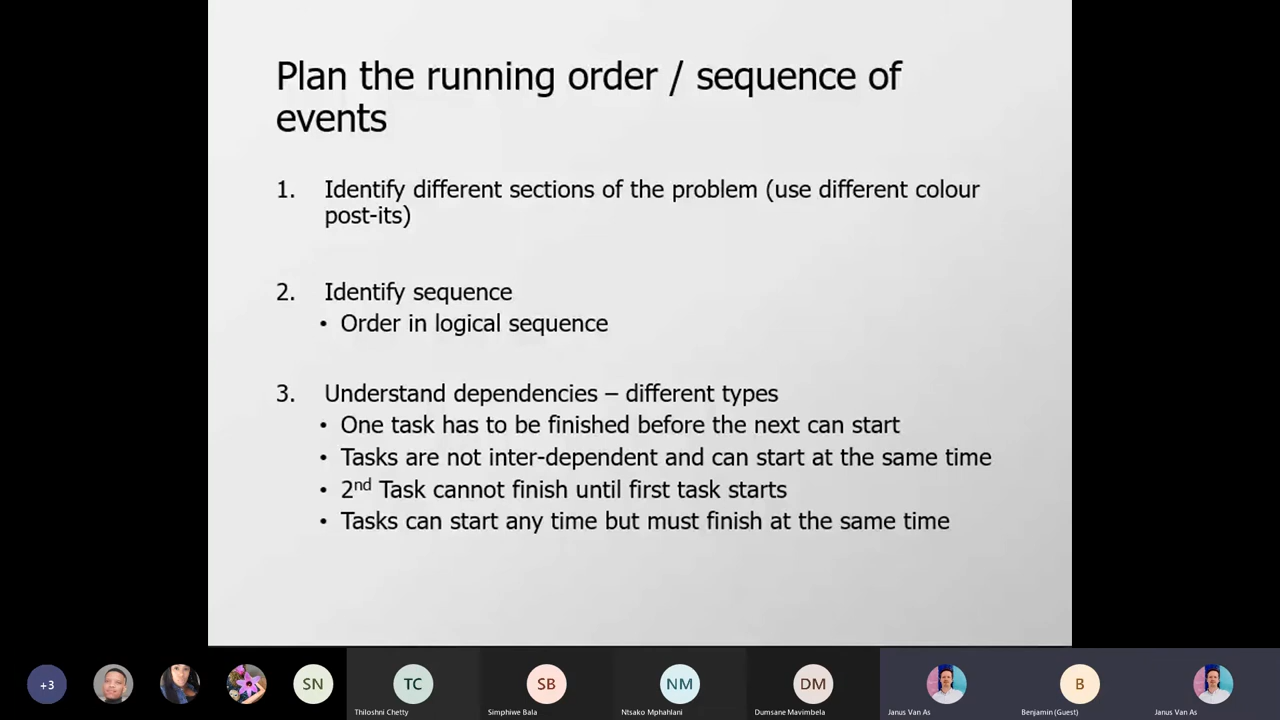 Plan the running order / sequence of
events
1. Identify different sections of the problem (use different colour
post-its)
2. Identify sequence
• Order in logical sequence
3. Understand dependencies – different types
• One task has to be finished before the next can start
• Tasks are not inter-dependent and can start at the same time
• 2nd Task cannot finish until first task starts
• Tasks can start any time but must finish at the same time
+3
SN
TC
SB
NM
DM
B
Thiloshni Chetty
Simphiwe Bala
Ntsako Mphahlani
Dumsane Mavimbela
Janus Van As
Benjamin (Guest)
Janus Van As